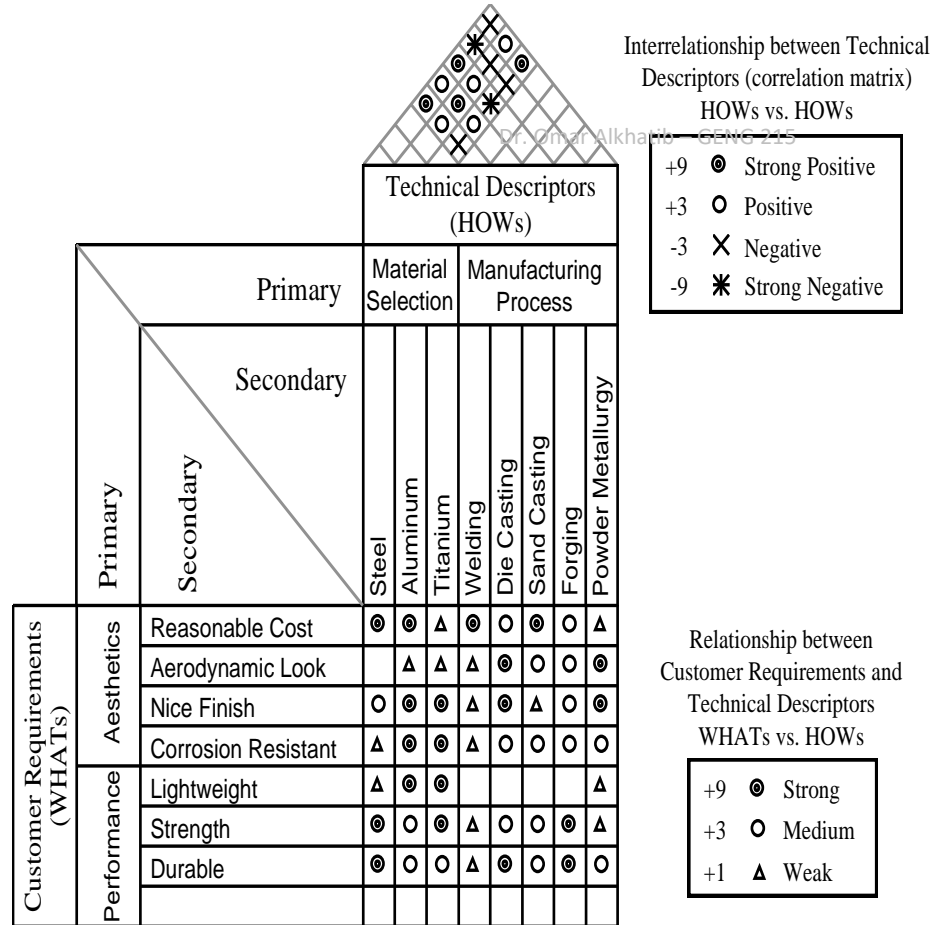 Interrelationship between Technical
Descriptors (correlation matrix)
HOWs vs. HOWs
Dr. Omar Alkhatib – GENG 215
+9 Strong Positive
+3 Positive
-3 Negative
-9 Strong Negative
Technical Descriptors
(HOWs)
Primary
Material
Selection
Manufacturing
Process
Secondary
Steel
Aluminum
Titanium
Welding
Die Casting
Sand Casting
Forging
Powder Metallurgy
Primary
Secondary
Customer Requirements
(WHATs)
Aesthetics
Reasonable Cost
Aerodynamic Look
Nice Finish
Corrosion Resistant
Performance
Lightweight
Strength
Durable
Relationship between
Customer Requirements and
Technical Descriptors
WHATs vs. HOWs
+9 Strong
+3 Medium
+1 Weak